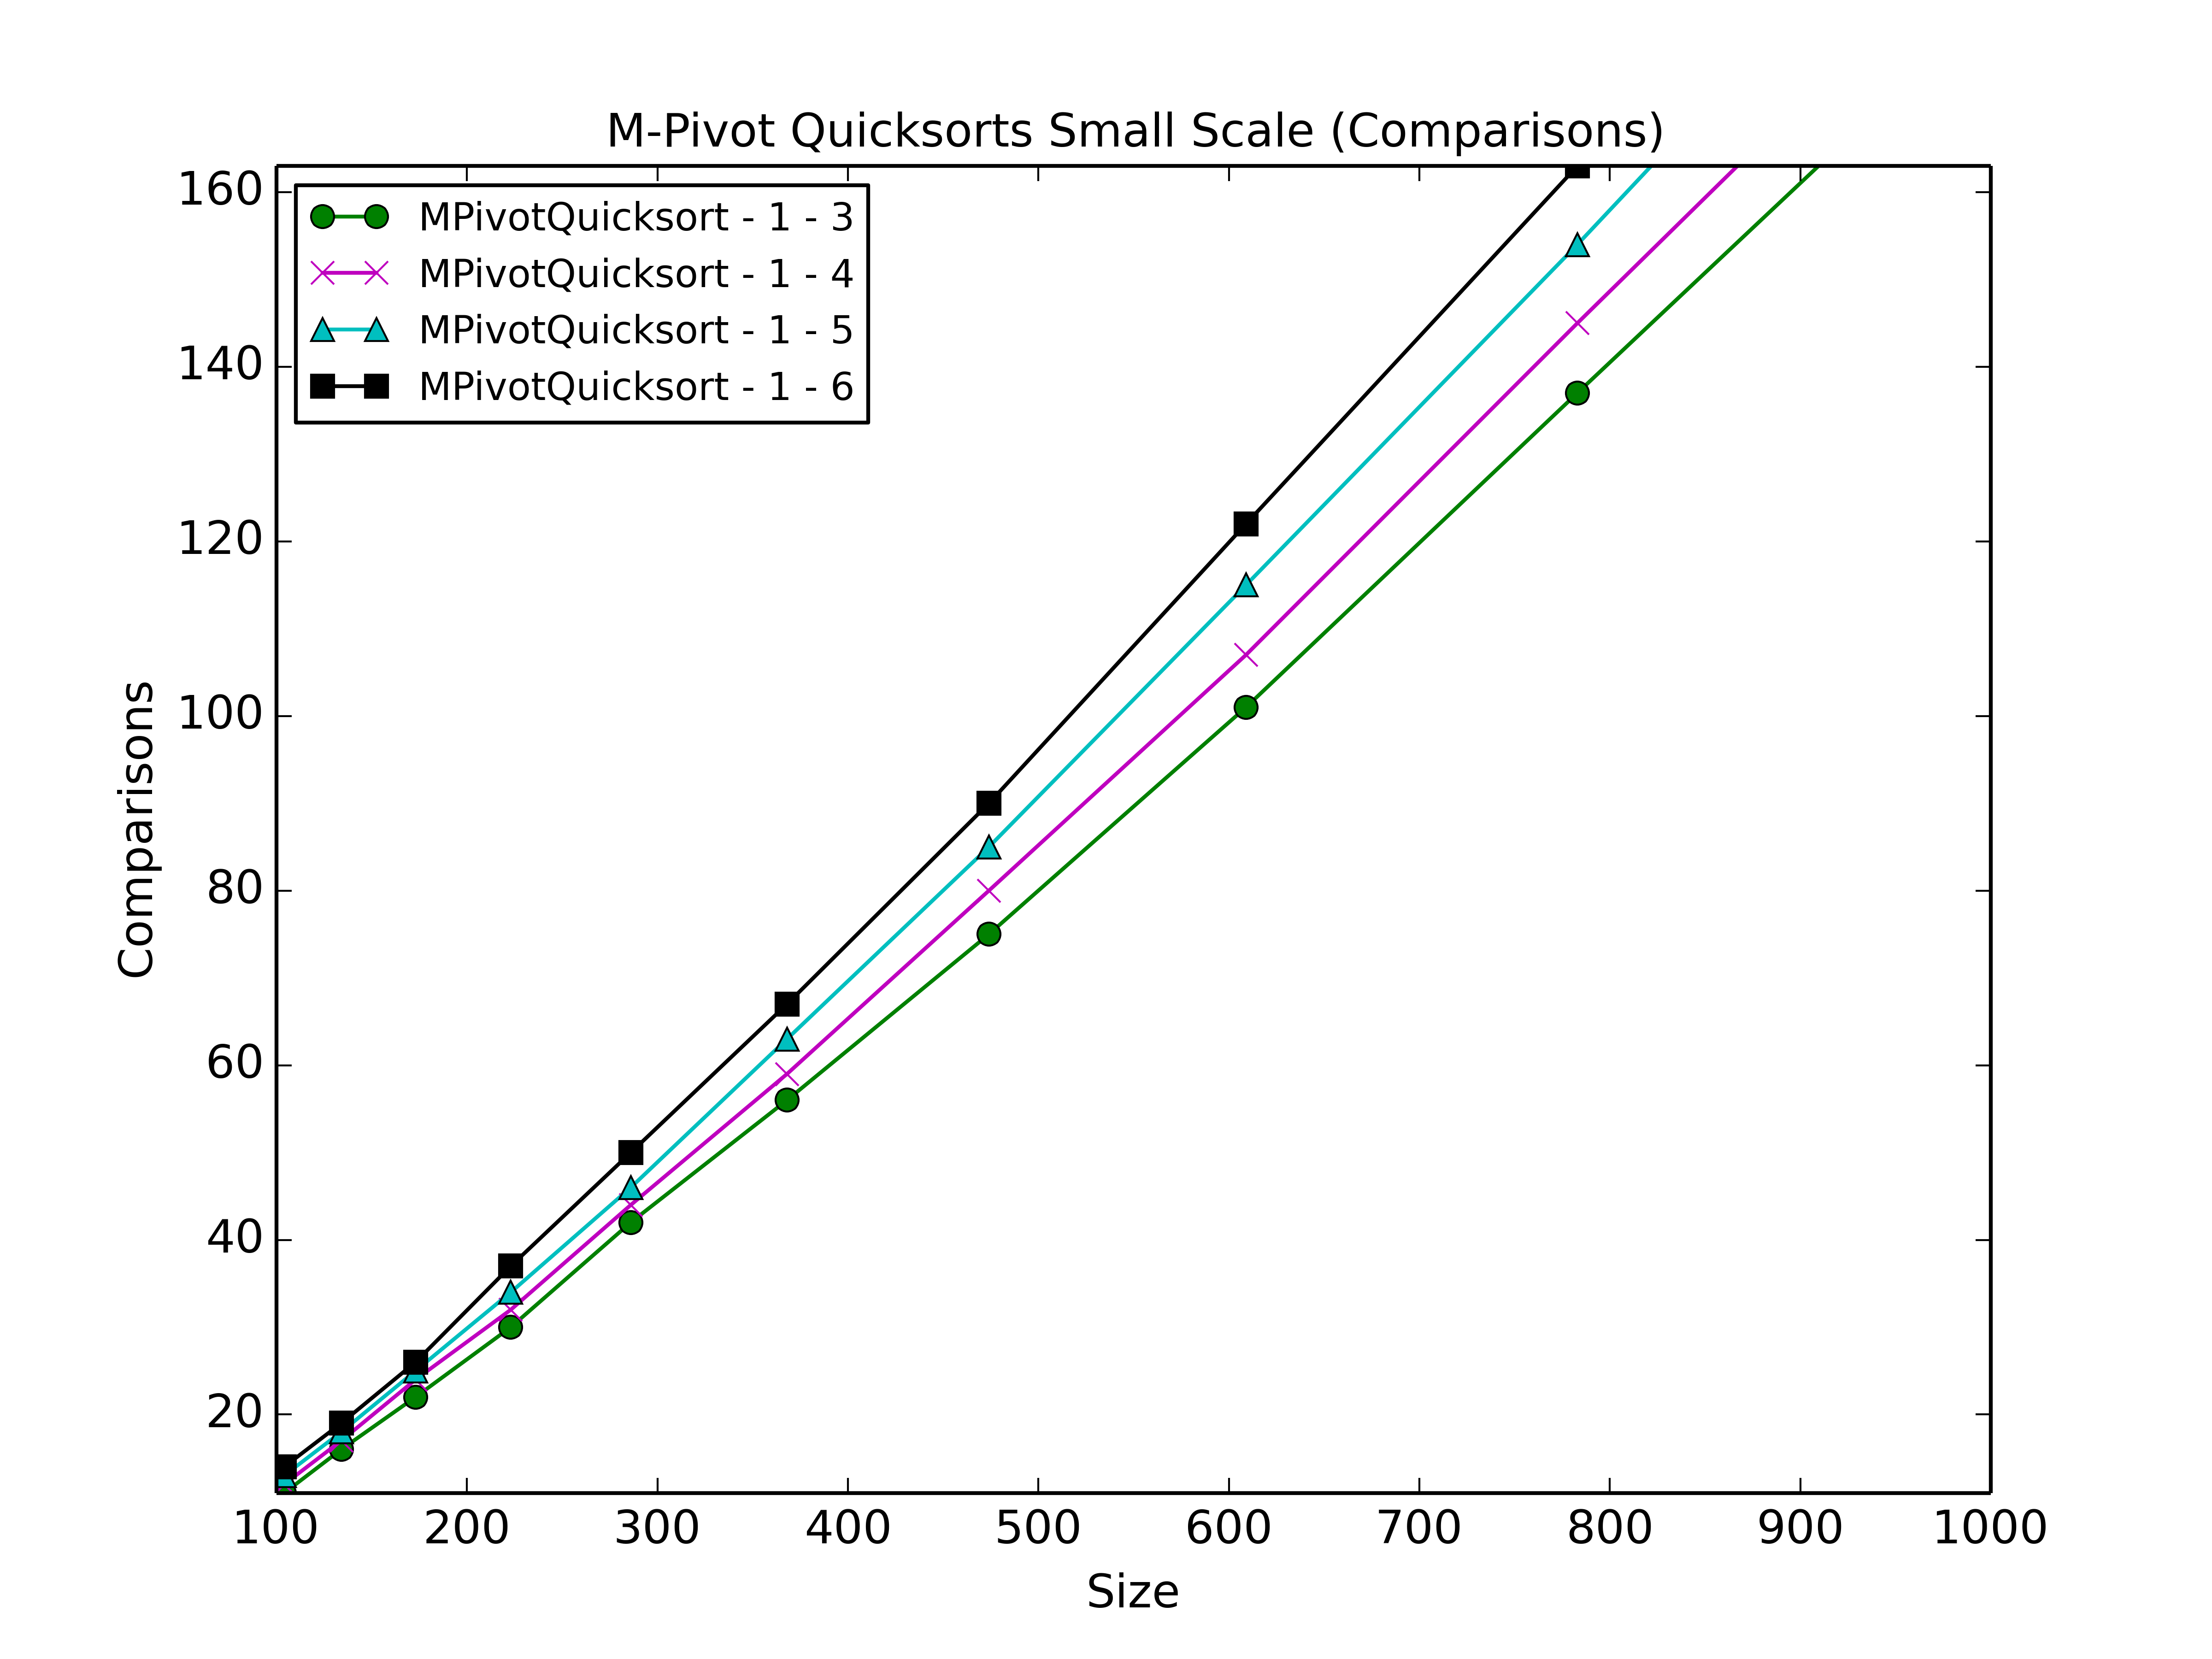 M-Pivot Quicksorts Small Scale (Comparisons)
MPivotQuicksort - 1 - 3
MPivotQuicksort - 1 - 4
MPivotQuicksort - 1 - 5
MPivotQuicksort - 1 - 6
160
140
120
100
80
60
40
20
Comparisons
100 200 300 400 500 600 700 800 900 1000
Size